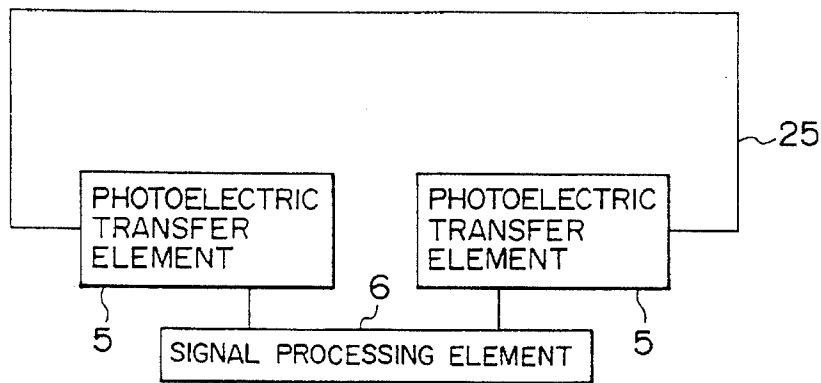 25
PHOTOELECTRIC
TRANSFER
ELEMENT
PHOTOELECTRIC
TRANSFER
ELEMENT
5
6
5
SIGNAL PROCESSING ELEMENT